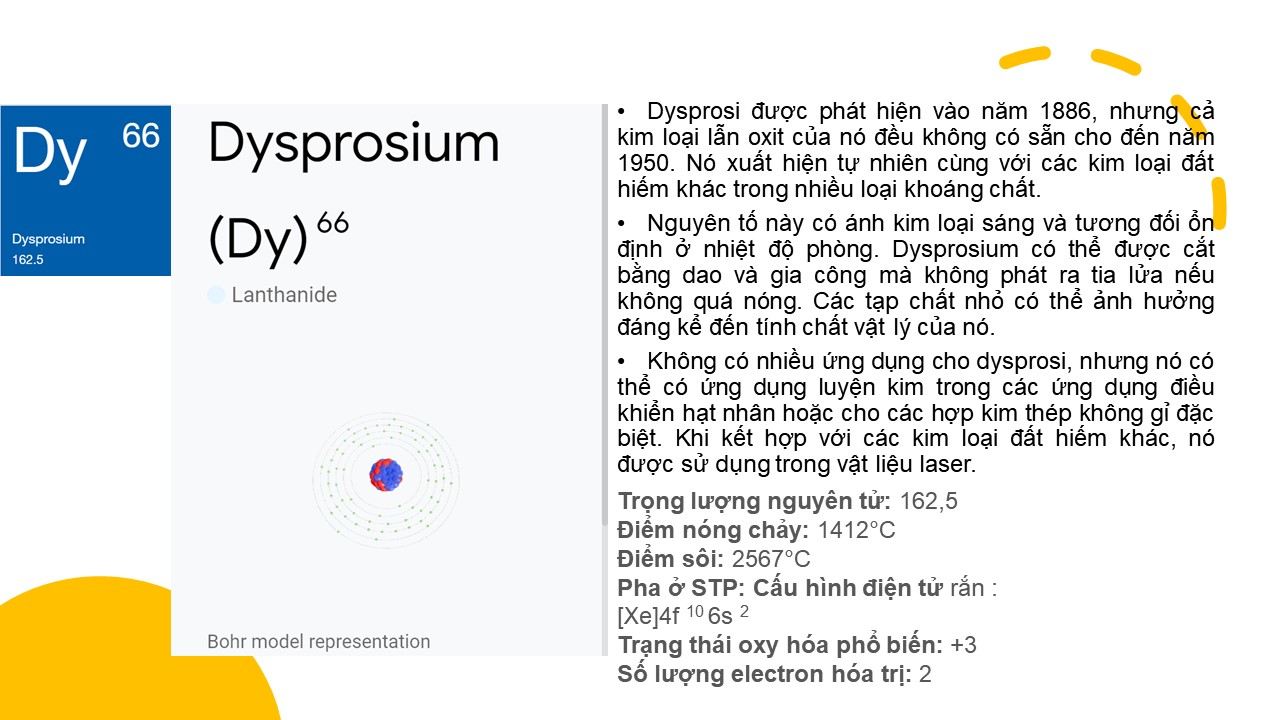 Dy 66
Dysprosium
162.5
Dysprosium
(Dy) 66
Lanthanide
Bohr model representation
• Dysprosi được phát hiện vào năm 1886, nhưng cả
kim loại lẫn oxit của nó đều không có sẵn cho đến năm
1950. Nó xuất hiện tự nhiên cùng với các kim loại đất
hiếm khác trong nhiều loại khoáng chất.
• Nguyên tố này có ánh kim loại sáng và tương đối ổn
định ở nhiệt độ phòng. Dysprosium có thể được cắt
bằng dao và gia công mà không phát ra tia lửa nếu
không quá nóng. Các tạp chất nhỏ có thể ảnh hưởng
đáng kể đến tính chất vật lý của nó.
• Không có nhiều ứng dụng cho dysprosi, nhưng nó có
thể có ứng dụng luyện kim trong các ứng dụng điều
khiển hạt nhân hoặc cho các hợp kim thép không gỉ đặc
biệt. Khi kết hợp với các kim loại đất hiếm khác, nó
được sử dụng trong vật liệu laser.
Trọng lượng nguyên tử: 162,5
Điểm nóng chảy: 1412°C
Điểm sôi: 2567°C
Pha ở STP: Cấu hình điện tử rắn :
[Xe]4f 10 6s 2
Trạng thái oxy hóa phổ biến: +3
Số lượng electron hóa trị: 2